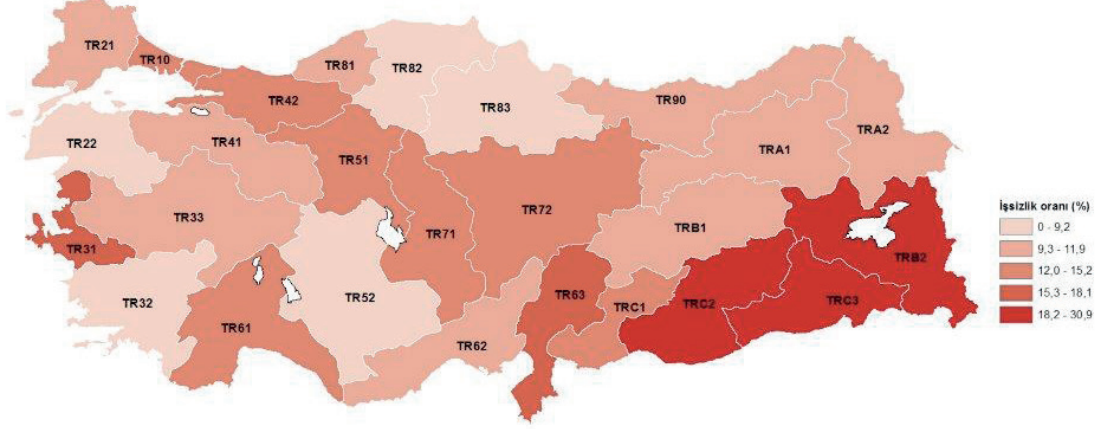 TR21
TR10
TR81
TR82
TR42
TR83
TR90
TRA2
TR22
TR41
TR51
TRA1
TR33
TR72
TR71
TRB1
TR31
TRB2
TR32
TR52
TR63
TRC1
TRC2
TRC3
TR61
TR62
İşsizlik oranı (%)
0 - 9,2
9,3 - 11,9
12,0 - 15,2
15,3 - 18,1
18,2 - 30,9